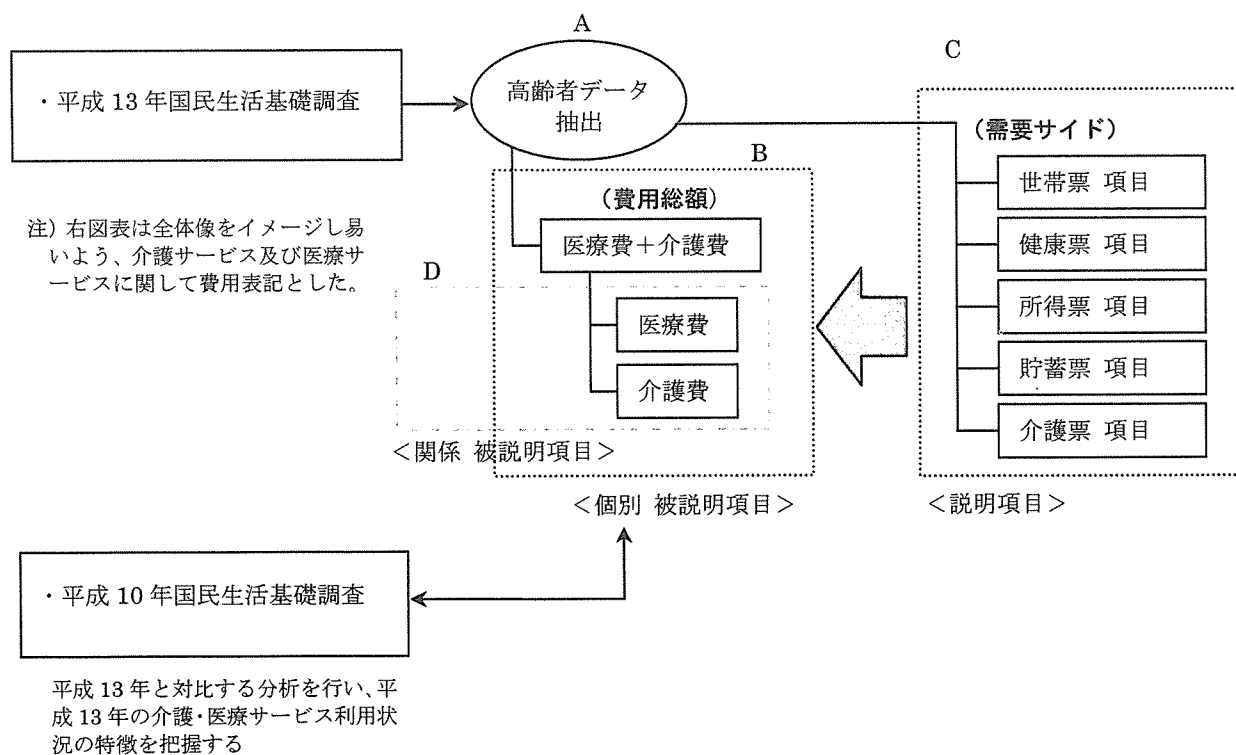 A
・平成 13 年国民生活基礎調査
高齢者データ
抽出
C
（需要サイド）
世帯票 項目
健康票 項目
所得票 項目
貯蓄票 項目
介護票 項目
＜説明項目＞
B
（費用総額）
医療費＋介護費
D
医療費
介護費
＜関係 被説明項目＞
＜個別 被説明項目＞
注）右図表は全体像をイメージし易
いよう、介護サービス及び医療サ
ービスに関して費用表記とした。
・平成 10 年国民生活基礎調査
平成 13 年と対比する分析を行い、平
成 13 年の介護・医療サービス利用状
況の特徴を把握する